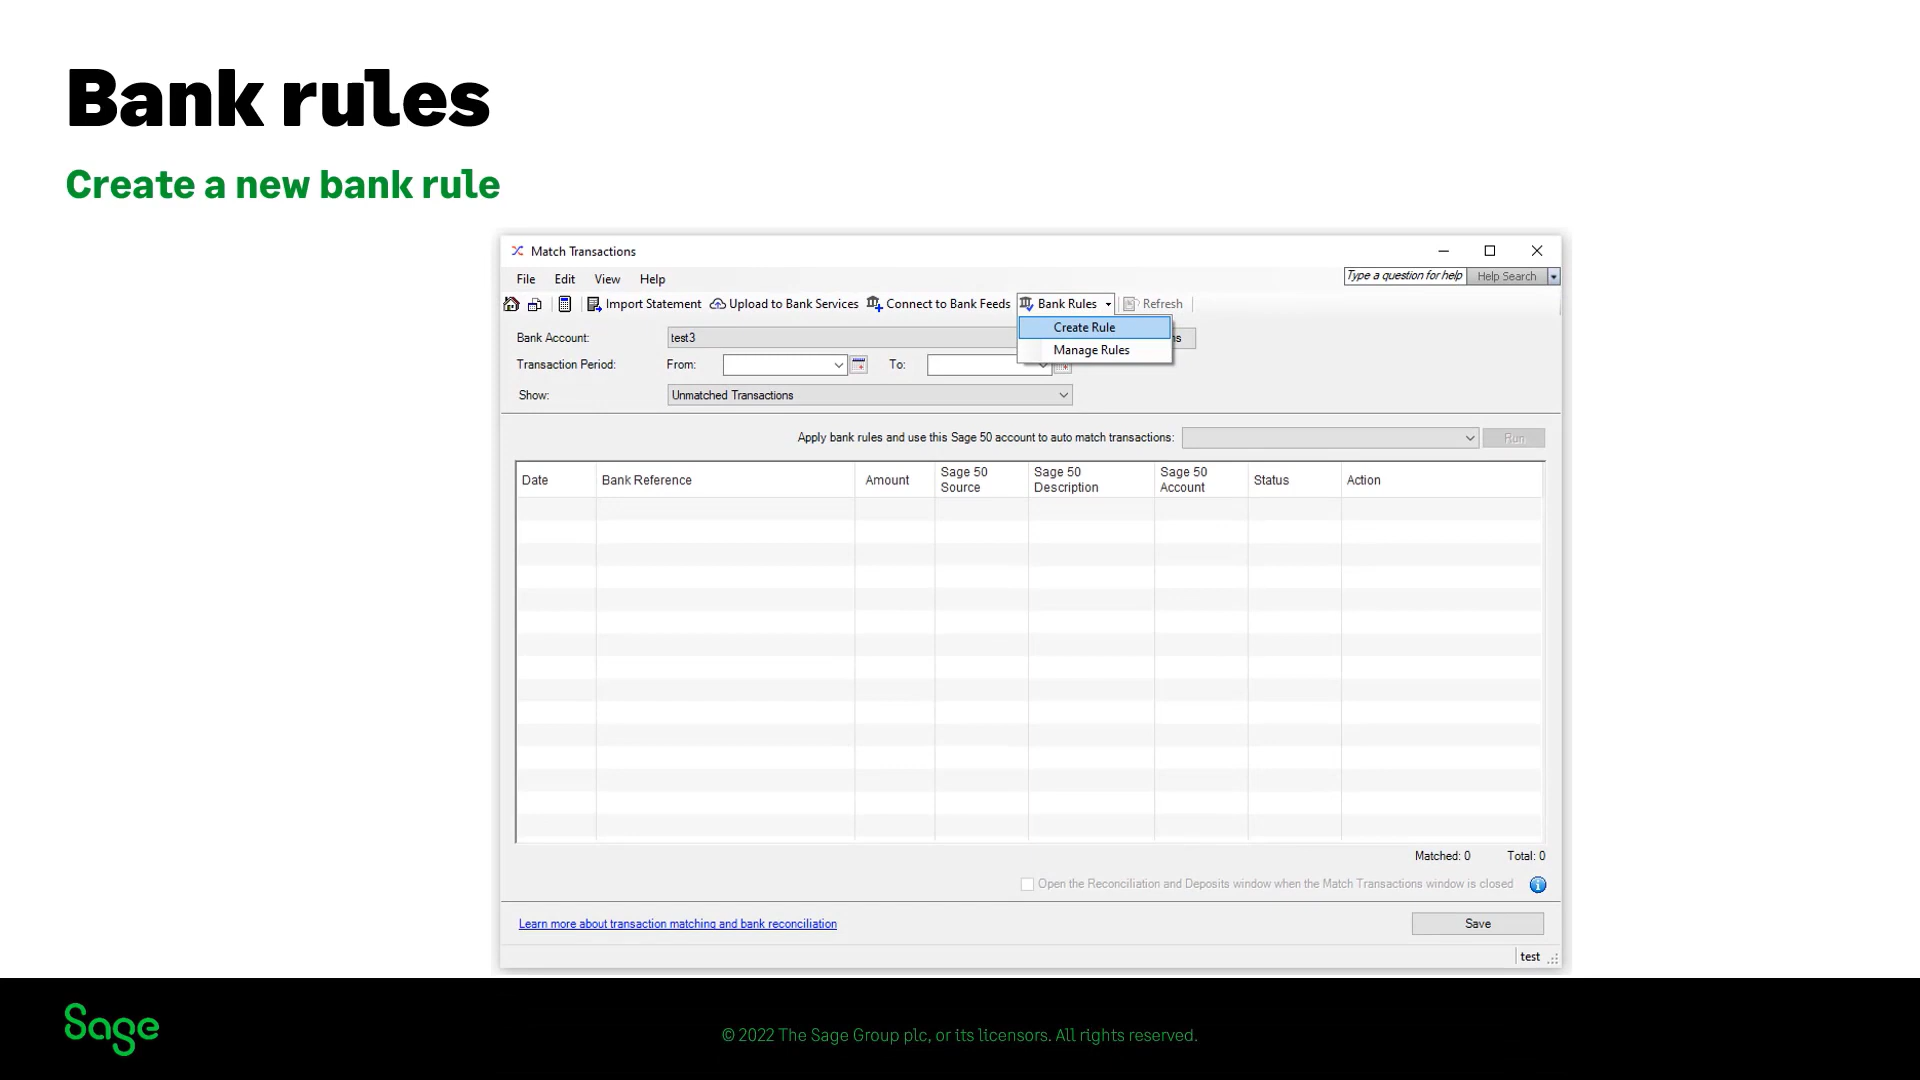 Bank rules
Create a new bank rule
Match Transactions
File Edit View Help
Type a question for help Help Search
Import Statement Upload to Bank Services Connect to Bank Feeds Bank Rules Refresh
Create Rule
Manage Rules
Bank Account: test3
Transaction Period: From: To:
Show: Unmatched Transactions
Apply bank rules and use this Sage 50 account to auto match transactions: Run
Date Bank Reference Amount Sage 50 Source Sage 50 Description Sage 50 Account Status Action
Matched: 0 Total: 0
Open the Reconciliation and Deposits window when the Match Transactions window is closed
Learn more about transaction matching and bank reconciliation Save
test
Sage
© 2022 The Sage Group plc, or its licensors. All rights reserved.